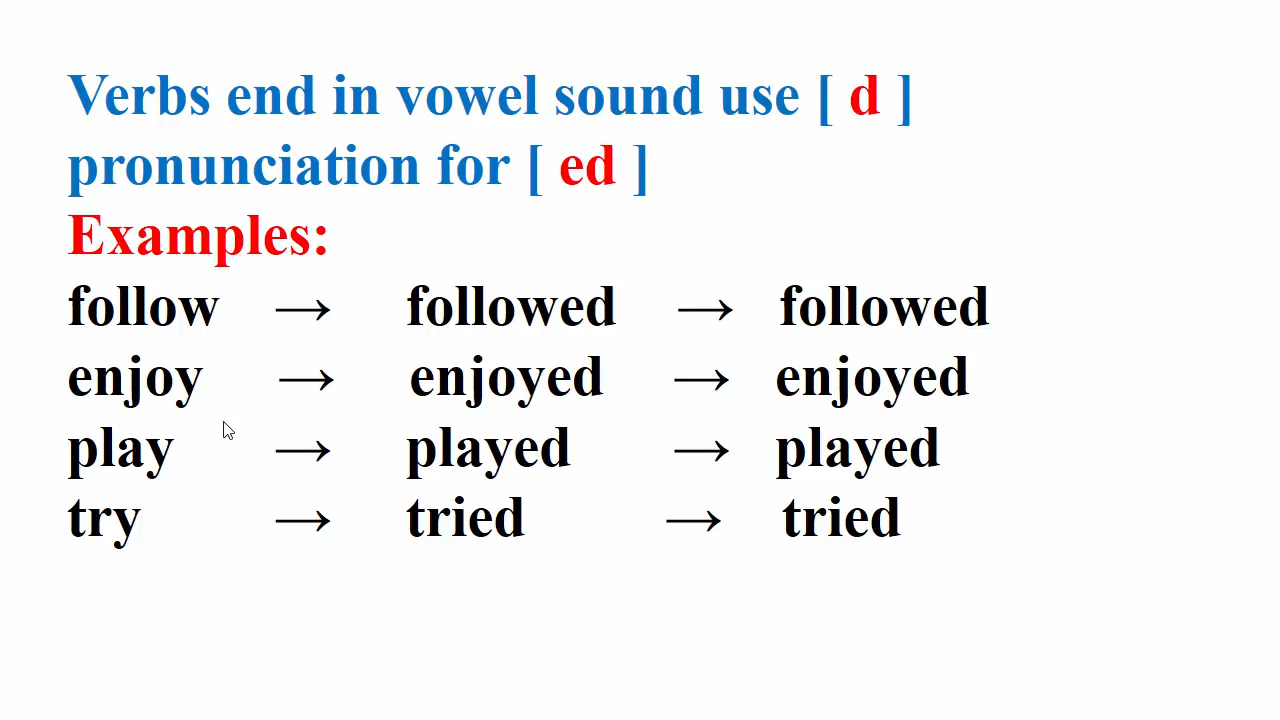 Verbs end in vowel sound use [ d ]
pronunciation for [ ed ]
Examples:
follow → followed → followed
enjoy → enjoyed → enjoyed
play → played → played
try → tried → tried